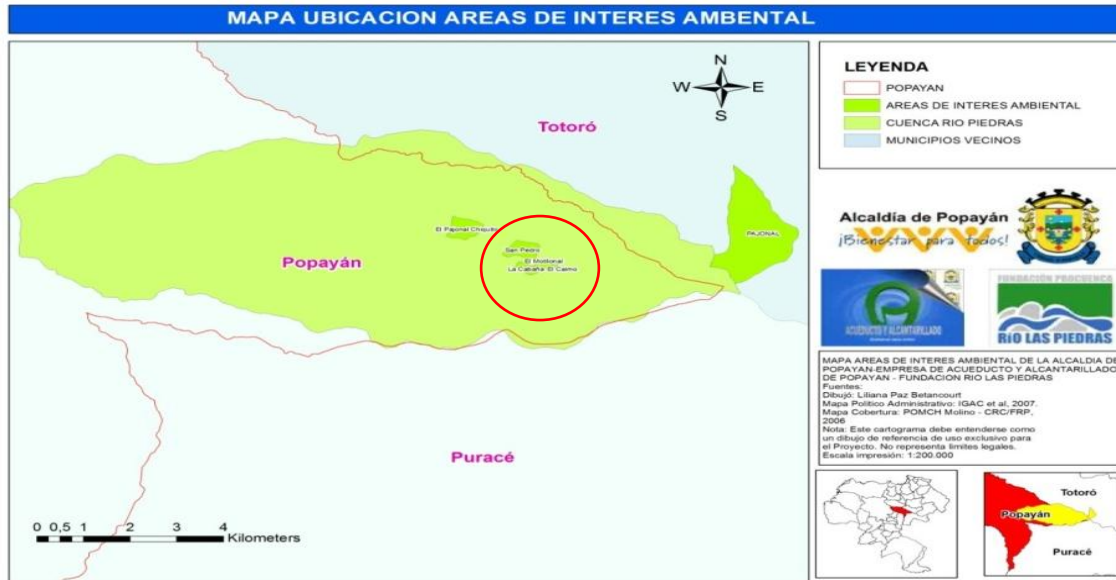 MAPA UBICACION AREAS DE INTERES AMBENTAL
N
W
E
S
Totoró
PAJONAL
El Pajonal Chiquito
San Pedro
El Motilonal
La Cabaña-El Carmo
Popayán
Puracé
0 0,5 1 2 3 4
Kilometers
LEYENDA
POPAYAN
AREAS DE INTERES AMBIENTAL
CUENCA RIO PIEDRAS
MUNICIPIOS VECINOS
Alcaldía de Popayán
¡Bienestar para todos!
ACUEDUCTO Y ALCANTARILLADO
FUNDACIÓN PROCUENCA
RÍO LAS PIEDRAS
MAPA AREAS DE INTERES AMBIENTAL DE LA ALCALDIA DE
POPAYAN-EMPRESA DE ACUEDUCTO Y ALCANTARILLADO
DE POPAYAN - FUNDACION RIO LAS PIEDRAS
Fuentes:
Dibujó: Liliana Paz Betancourt
Mapa Politico Administrativo: IGAC et al, 2007.
Mapa Cobertura: POMCH Molino - CRC/FRP,
2006
Nota: Este cartograma debe entenderse como
un dibujo de referencia de uso exclusivo para
el Proyecto. No representa limites legales.
Escala impresión: 1:200.000
Totoró
Popayán
Puracé